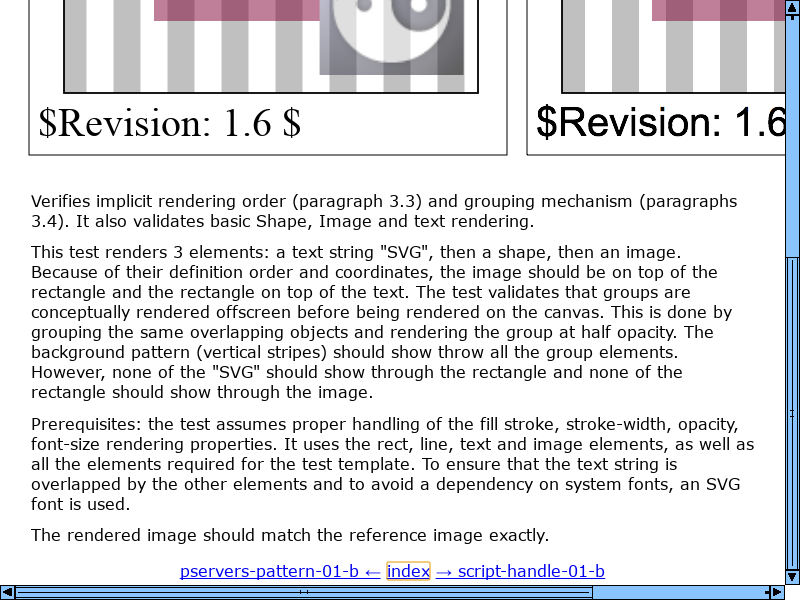 $Revision: 1.6 $
$Revision: 1.6
Verifies implicit rendering order (paragraph 3.3) and grouping mechanism (paragraphs
3.4). It also validates basic Shape, Image and text rendering.
This test renders 3 elements: a text string "SVG", then a shape, then an image.
Because of their definition order and coordinates, the image should be on top of the
rectangle and the rectangle on top of the text. The test validates that groups are
conceptually rendered offscreen before being rendered on the canvas. This is done by
grouping the same overlapping objects and rendering the group at half opacity. The
background pattern (vertical stripes) should show throw all the group elements.
However, none of the "SVG" should show through the rectangle and none of the
rectangle should show through the image.
Prerequisites: the test assumes proper handling of the fill stroke, stroke-width, opacity,
font-size rendering properties. It uses the rect, line, text and image elements, as well as
all the elements required for the test template. To ensure that the text string is
overlapped by the other elements and to avoid a dependency on system fonts, an SVG
font is used.
The rendered image should match the reference image exactly.
pservers-pattern-01-b ← index → script-handle-01-b